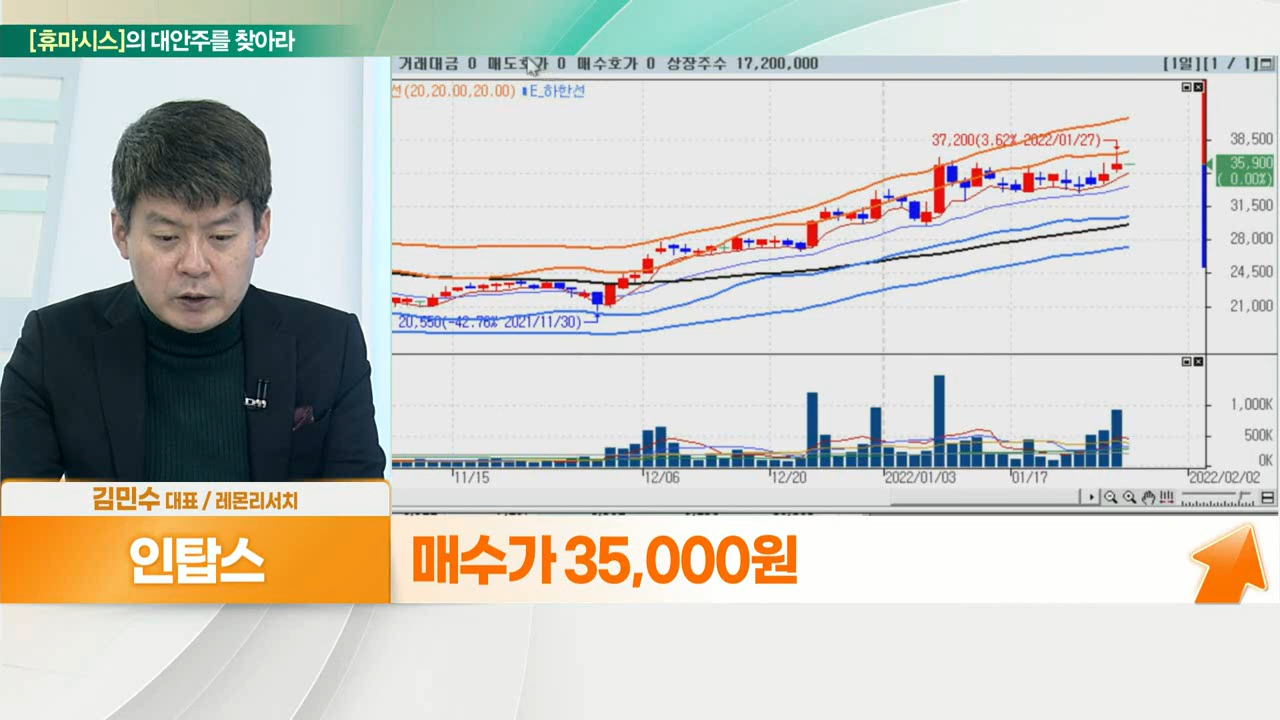 [휴마시스]의 대안주를 찾아라
거래대금 0 매도호가 0 매수호가 0 상장주수 17,200,000
[1일][1 / 1]
선(20,20.00,20.00) E_하한선
37,200(3.62% 2022/01/27)
38,500
35,900
( 0.00%)
31,500
28,000
24,500
21,000
20,550(-42.76% 2021/11/30)
1,000K
500K
0K
11/15 12/06 12/20 2022/01/03 01/17 2022/02/02
김민수 대표 / 레몬리서치
인탑스
매수가 35,000원